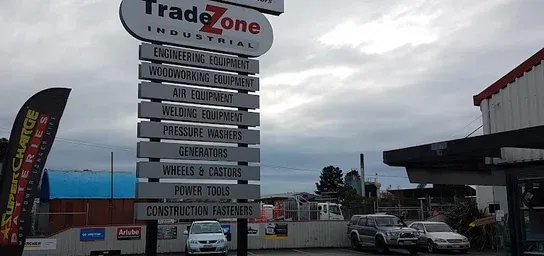 TradeZone
INDUSTRIAL
ENGINEERING EQUIPMENT
WOODWORKING EQUIPMENT
AIR EQUIPMENT
WELDING EQUIPMENT
PRESSURE WASHERS
GENERATORS
WHEELS & CASTORS
POWER TOOLS
CONSTRUCTION FASTENERS
SUPERCHARGE
BATTERIES
Arlube